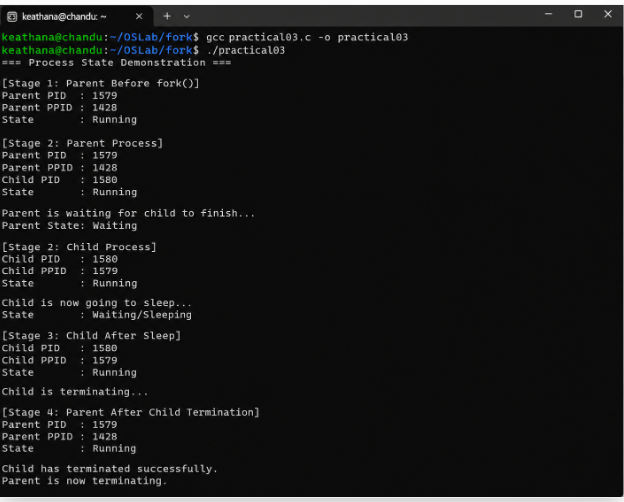 keathana@chandu: ~
keathana@chandu:~/OSLab/fork$ gcc practical03.c -o practical03
keathana@chandu:~/OSLab/fork$ ./practical03
=== Process State Demonstration ===
[Stage 1: Parent Before fork()]
Parent PID  : 1579
Parent PPID : 1428
State       : Running
[Stage 2: Parent Process]
Parent PID  : 1579
Parent PPID : 1428
Child PID   : 1580
State       : Running
Parent is waiting for child to finish...
Parent State: Waiting
[Stage 2: Child Process]
Child PID   : 1580
Child PPID  : 1579
State       : Running
Child is now going to sleep...
State       : Waiting/Sleeping
[Stage 3: Child After Sleep]
Child PID   : 1580
Child PPID  : 1579
State       : Running
Child is terminating...
[Stage 4: Parent After Child Termination]
Parent PID  : 1579
Parent PPID : 1428
State       : Running
Child has terminated successfully.
Parent is now terminating.